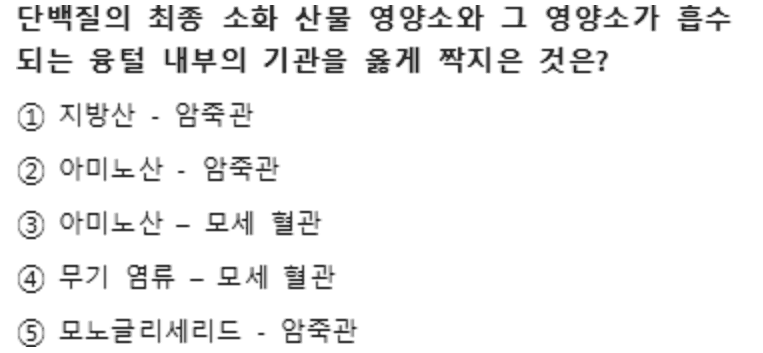 단백질의 최종 소화 산물 영양소와 그 영양소가 흡수
되는 융털 내부의 기관을 옳게 짝지은 것은?
① 지방산 - 암죽관
② 아미노산 - 암죽관
③ 아미노산 – 모세 혈관
④ 무기 염류 – 모세 혈관
⑤ 모노글리세리드 - 암죽관